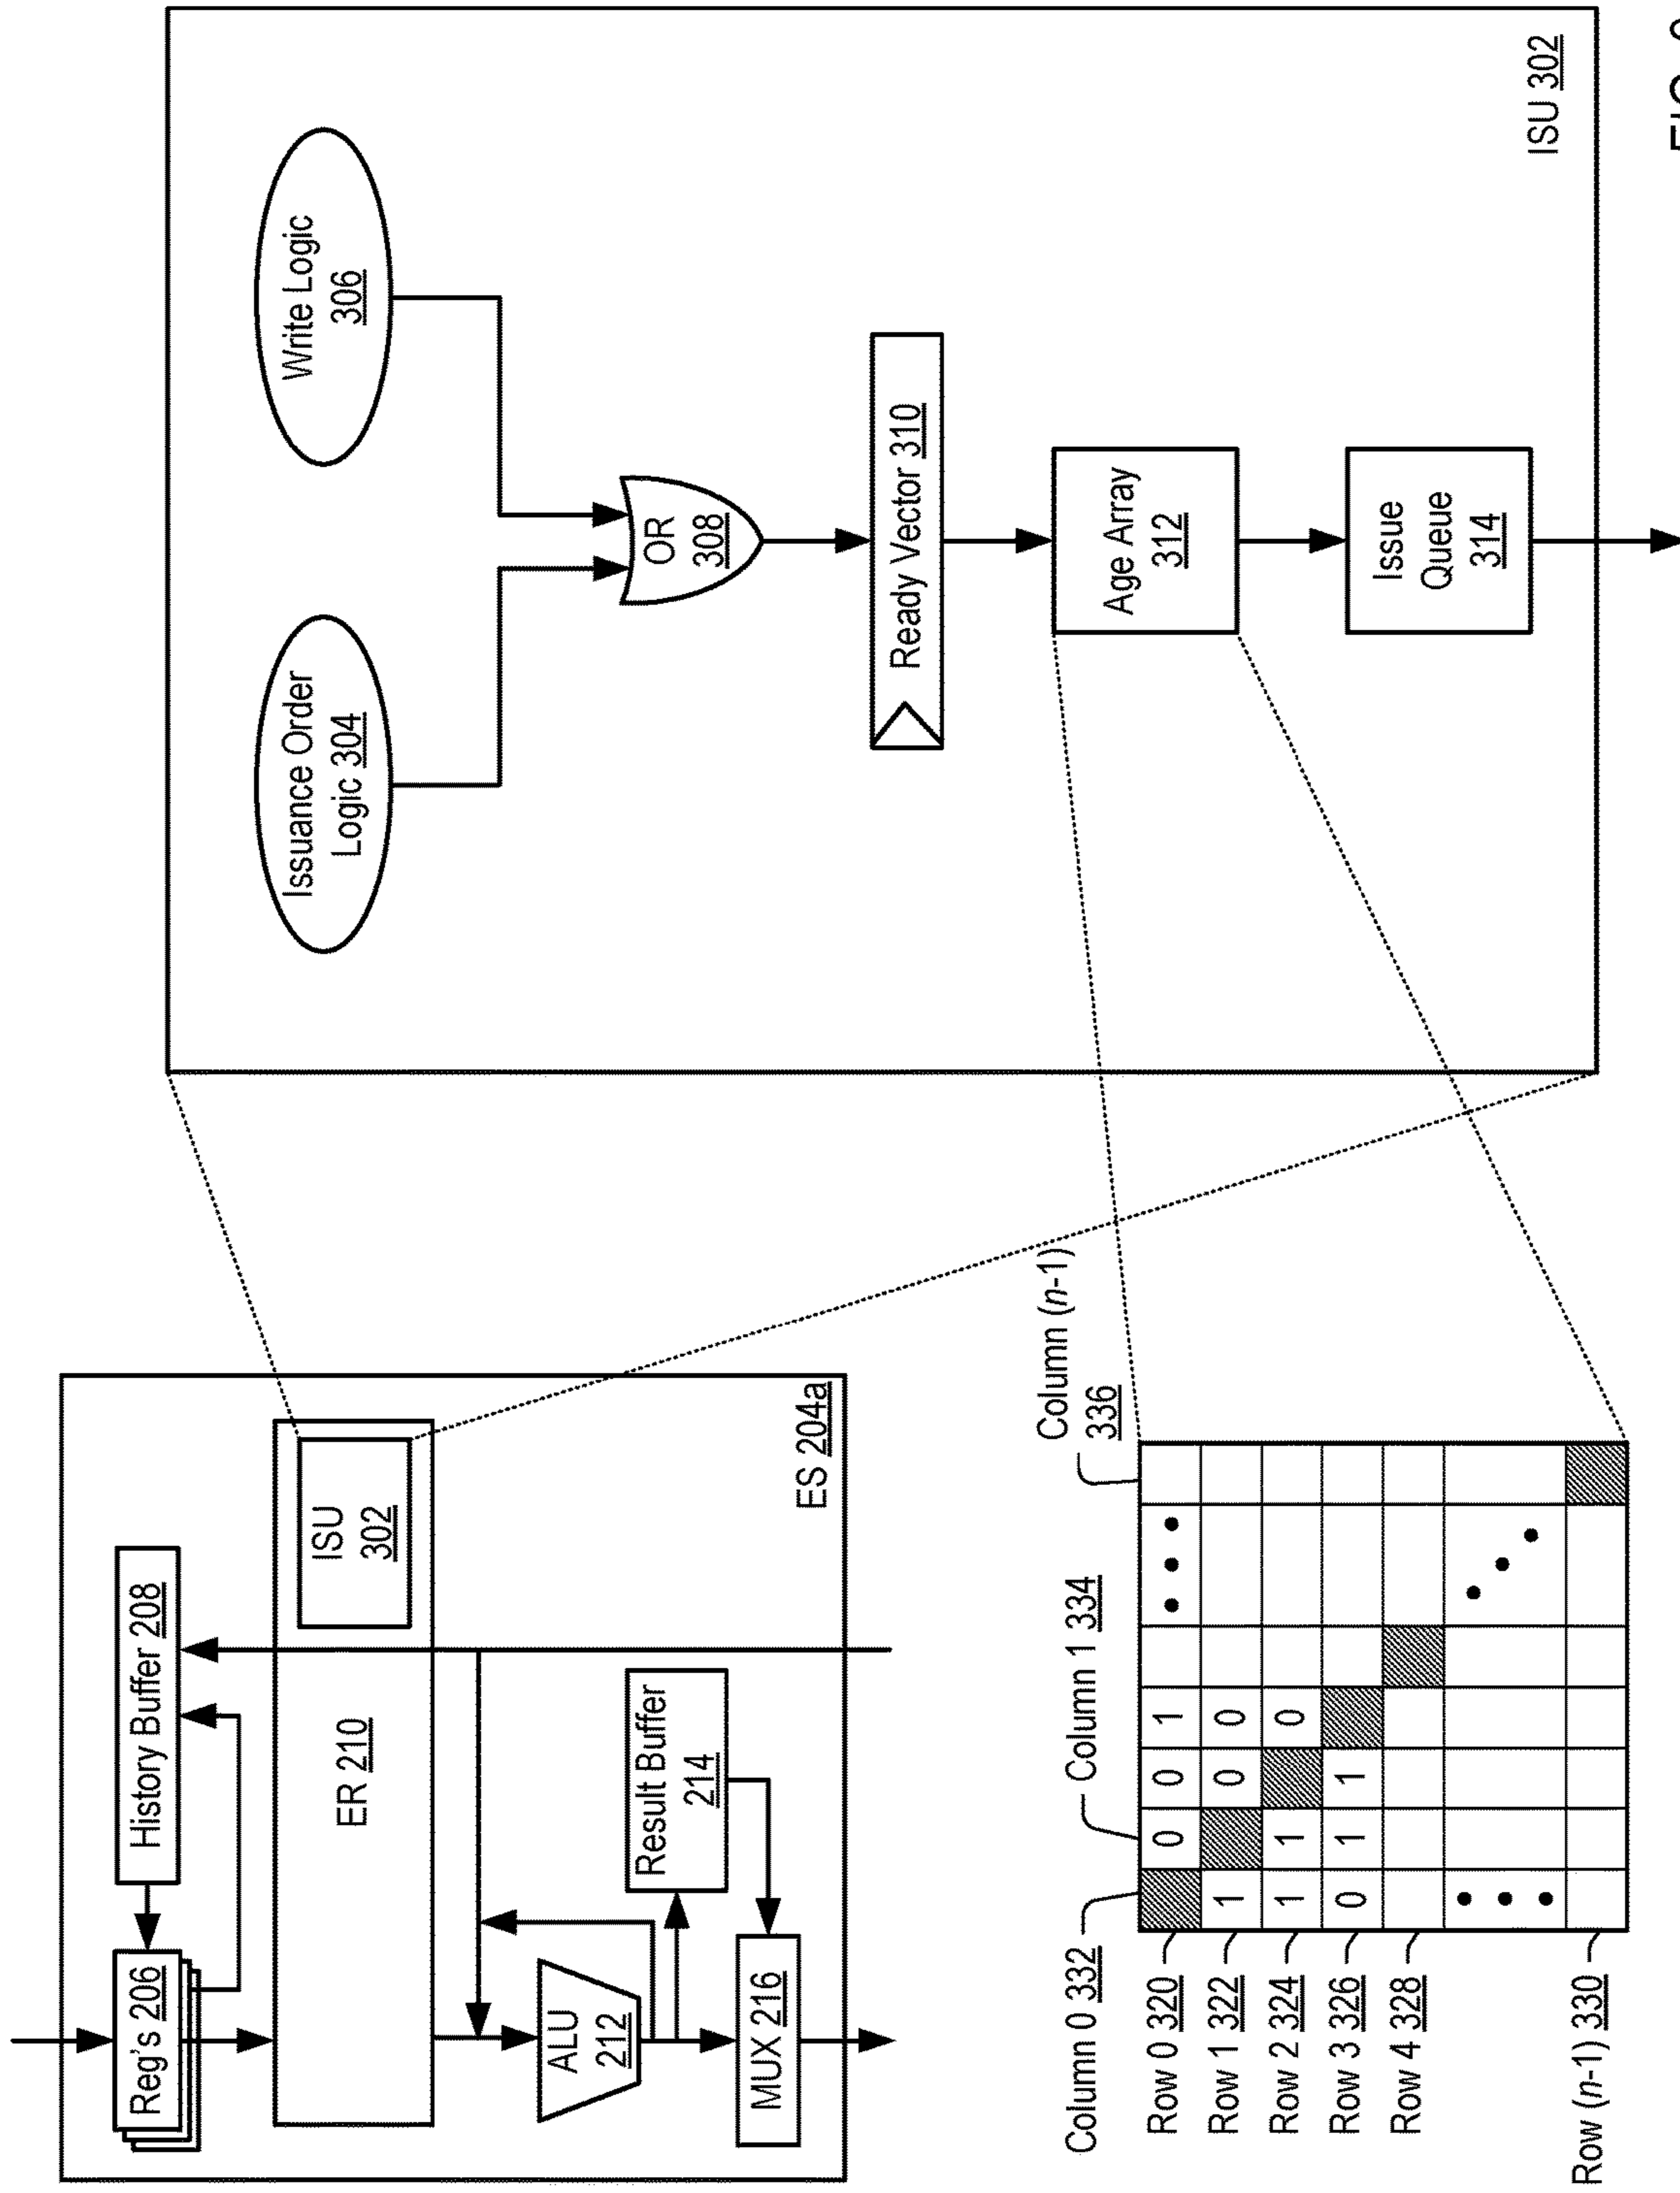 Reg's 206
History Buffer 208
ER 210
ISU
302
ALU
212
Result Buffer
214
MUX 216
ES 204a
Issuance Order
Logic 304
Write Logic
306
OR
308
Ready Vector 310
Age Array
312
Issue
Queue
314
ISU 302
Column 0 332
Column 1 334
Column (n-1)
336
Row 0 320 0 0 1
Row 1 322 1 0 0
Row 2 324 1 1 0
Row 3 326 0 1 1
Row 4 328
Row (n-1) 330
FIG.